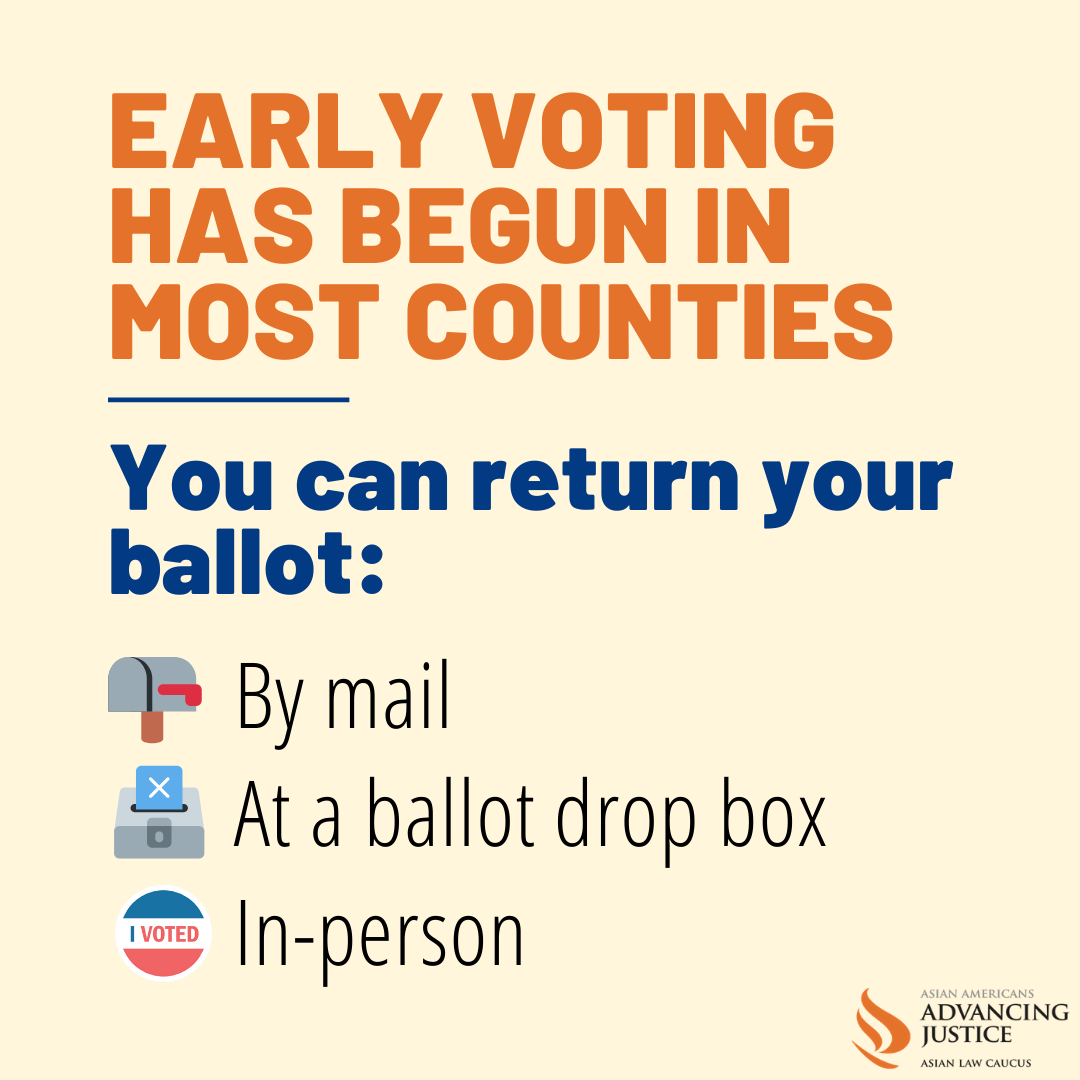 EARLY VOTING
HAS BEGUN IN
MOST COUNTIES
You can return your
ballot:
By mail
At a ballot drop box
I VOTED
In-person
ASIAN AMERICANS
ADVANCING
JUSTICE
ASIAN LAW CAUCUS